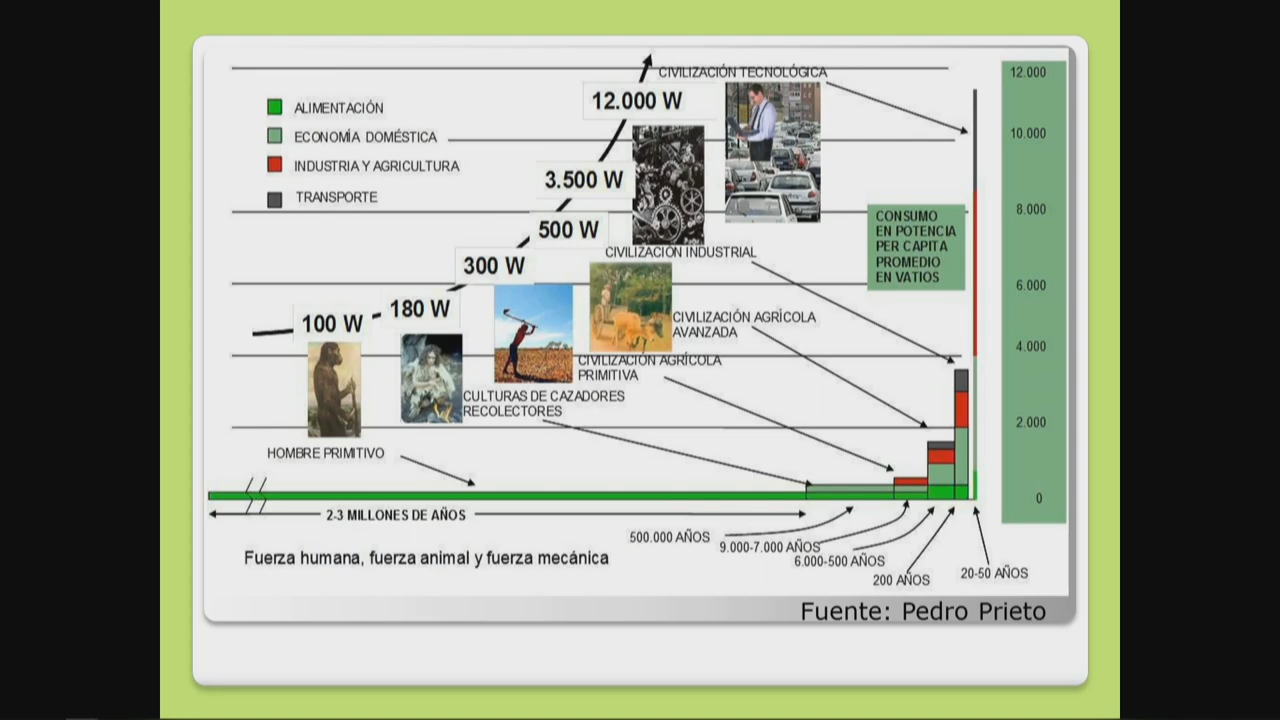 CIVILIZACIÓN TECNOLÓGICA
12.000
12.000 W
ALIMENTACIÓN
ECONOMÍA DOMÉSTICA
10.000
INDUSTRIA Y AGRICULTURA
3.500 W
TRANSPORTE
8.000
CONSUMO
EN POTENCIA
PER CAPITA
PROMEDIO
EN VATIOS
500 W
CIVILIZACIÓN INDUSTRIAL
300 W
6.000
180 W
100 W
CIVILIZACIÓN AGRÍCOLA
AVANZADA
4.000
CIVILIZACIÓN AGRÍCOLA
PRIMITIVA
CULTURAS DE CAZADORES
RECOLECTORES
2.000
HOMBRE PRIMITIVO
0
2-3 MILLONES DE AÑOS
500.000 AÑOS
9.000-7.000 AÑOS
6.000-500 AÑOS
200 AÑOS
20-50 AÑOS
Fuerza humana, fuerza animal y fuerza mecánica
Fuente: Pedro Prieto